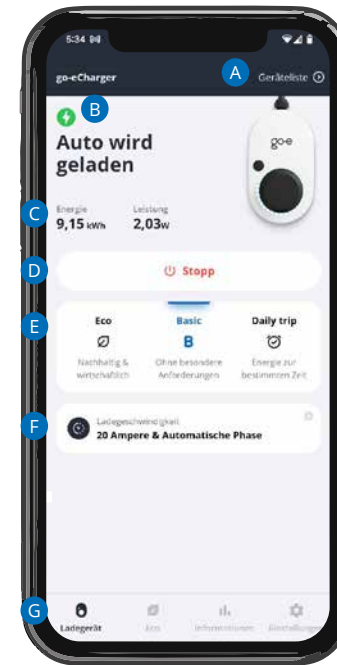 5:34
A
go-eCharger Geräteliste
B
Auto wird
geladen
go-e
C
Energie Leistung
9,15 kWh 2,03w
D
Stopp
E
Eco Basic Daily trip
B
Nachhaltig & Ohne besondere Energie zur
wirtschaftlich Anforderungen bestimmten Zeit
F
Ladegeschwindigkeit
20 Ampere & Automatische Phase
G
Ladegerät Eco Informationen Einstellungen